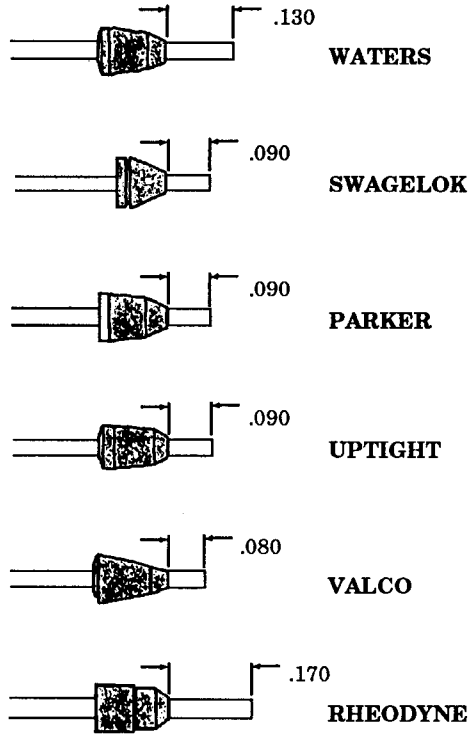 .130
WATERS
.090
SWAGELOK
.090
PARKER
.090
UPTIGHT
.080
VALCO
.170
RHEODYNE